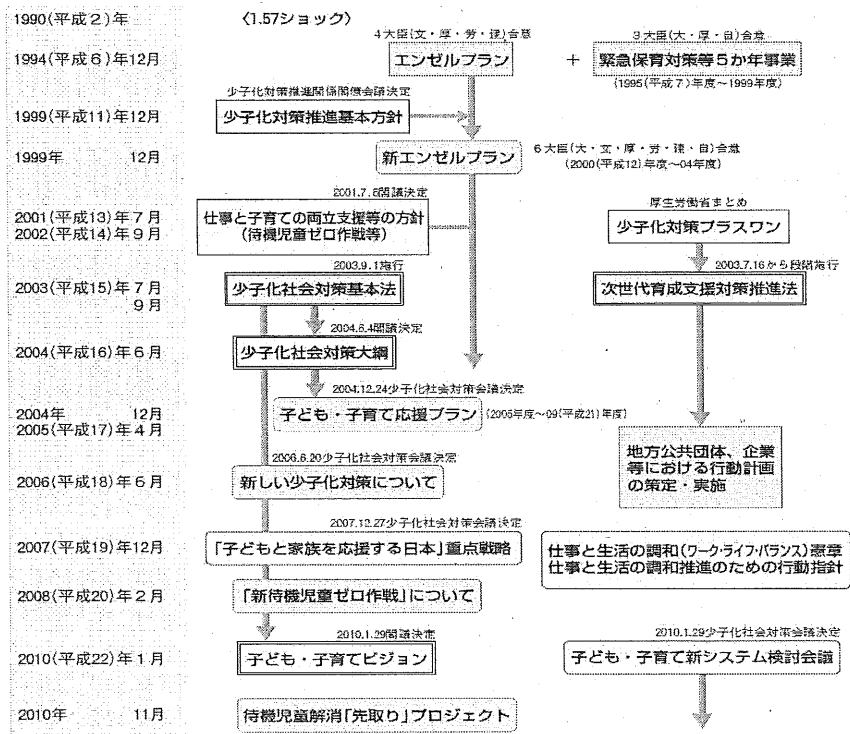 1990(平成2)年
〈1.57ショック〉
4大臣(文・厚・労・建)合意
3大臣(大・厚・自)合意
1994(平成6)年12月
エンゼルプラン
+
緊急保育対策等5か年事業
(1995(平成7)年度～1999年度)
少子化対策推進関係閣僚会議決定
1999(平成11)年12月
少子化対策推進基本方針
1999年 12月
新エンゼルプラン
6大臣(大・文・厚・労・建・自)合意
(2000(平成12)年度～04年度)
2001.7.6閣議決定
厚生労働省まとめ
2001(平成13)年7月
仕事と子育ての両立支援等の方針
少子化対策プラスワン
2002(平成14)年9月
(待機児童ゼロ作戦等)
2003.9.1施行
2003.7.16から段階施行
2003(平成15)年7月
少子化社会対策基本法
次世代育成支援対策推進法
9月
2004.6.4閣議決定
2004(平成16)年6月
少子化社会対策大綱
2004.12.24少子化社会対策会議決定
2004年 12月
子ども・子育て応援プラン
(2005年度～09(平成21)年度)
2005(平成17)年4月
地方公共団体、企業
等における行動計画
の策定・実施
2006.6.20少子化社会対策会議決定
2006(平成18)年6月
新しい少子化対策について
2007.12.27少子化社会対策会議決定
2007(平成19)年12月
「子どもと家族を応援する日本」重点戦略
仕事と生活の調和(ワーク・ライフ・バランス)憲章
仕事と生活の調和推進のための行動指針
2008(平成20)年2月
「新待機児童ゼロ作戦」について
2010.1.29閣議決定
2010.1.29少子化社会対策会議決定
2010(平成22)年1月
子ども・子育てビジョン
子ども・子育て新システム検討会議
2010年 11月
待機児童解消「先取り」プロジェクト